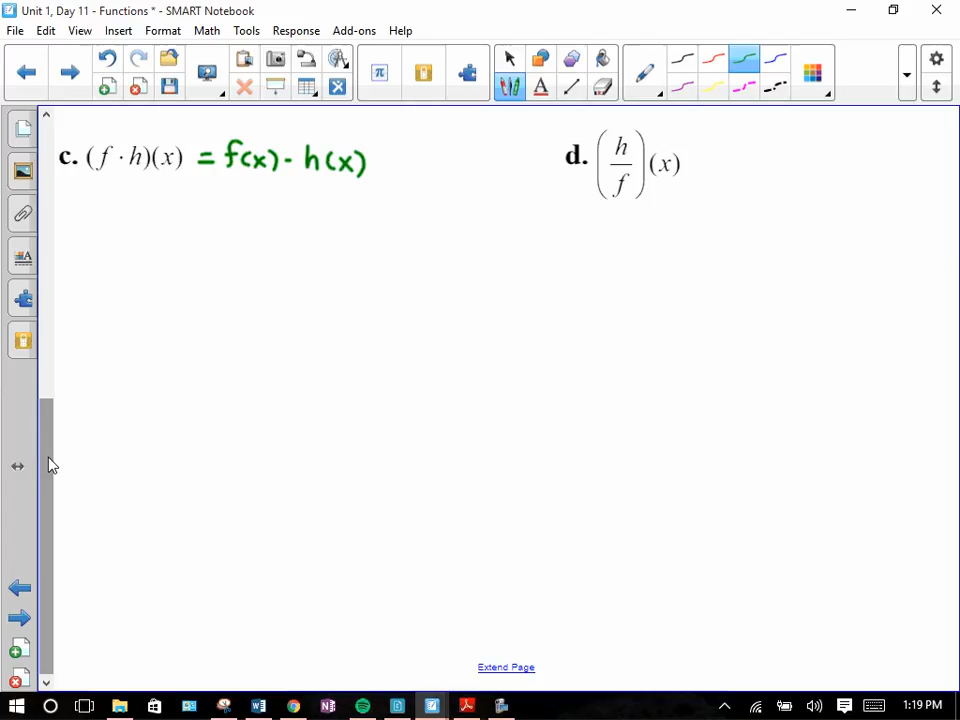 Unit 1, Day 11 - Functions * - SMART Notebook
File Edit View Insert Format Math Tools Response Add-ons Help
c. (f · h)(x) = f(x) - h(x)
d. (h/f)(x)
Extend Page
1:19 PM